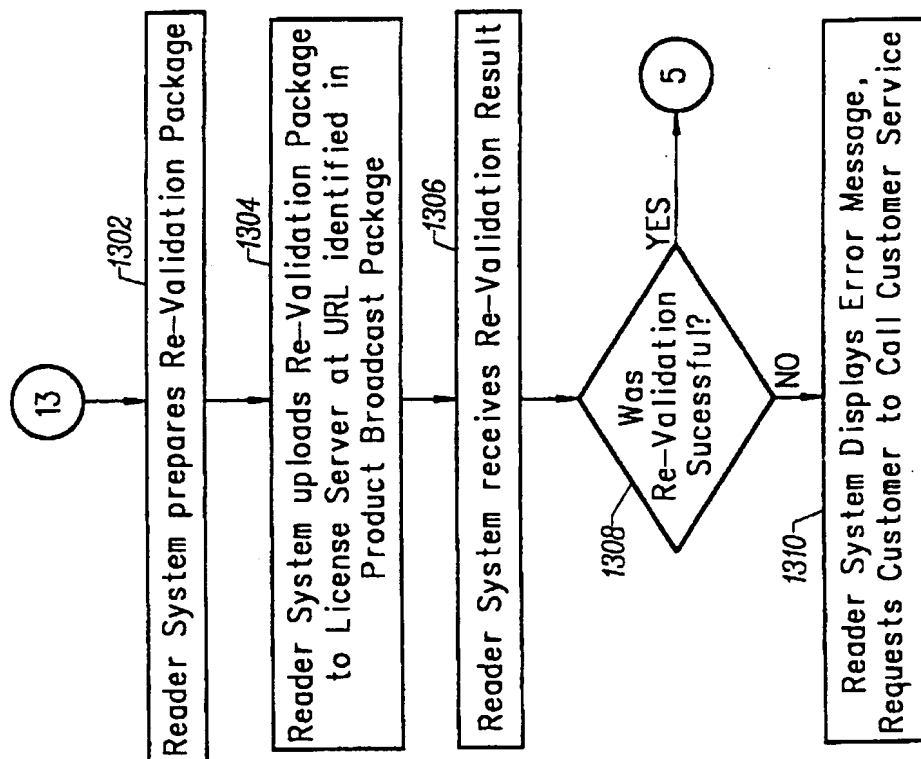 13
1302
Reader System prepares Re-Validation Package
1304
Reader System uploads Re-Validation Package
to License Server at URL identified in
Product Broadcast Package
1306
Reader System receives Re-Validation Result
1308
Was
Re-Validation
Sucessful?
YES
5
NO
1310
Reader System Displays Error Message,
Requests Customer to Call Customer Service